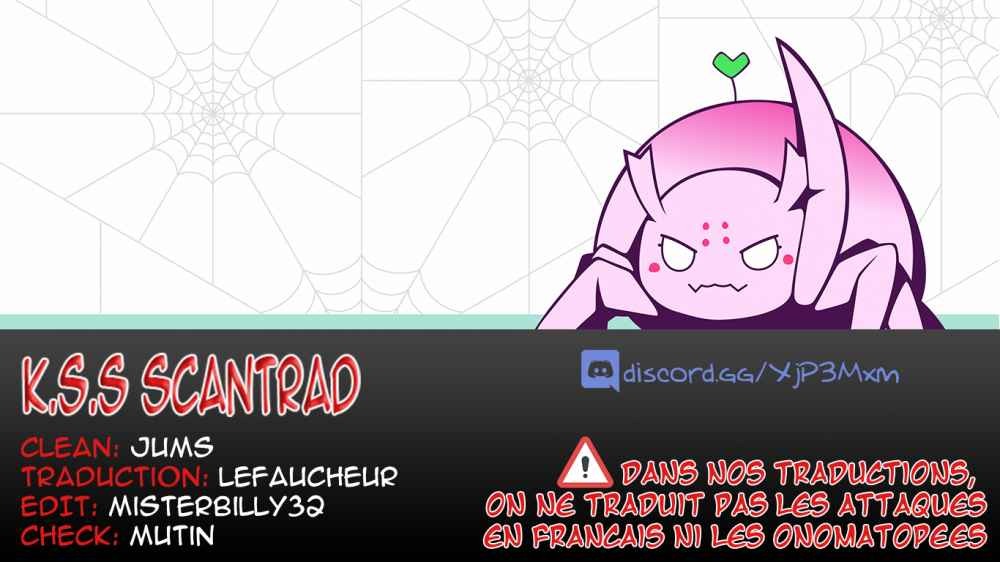 K.S.S SCANTRAD
CLEAN: JUMS
TRADUCTION: LEFAUCHEUR
EDIT: MISTERBILLY32
CHECK: MUTIN
discord.gg/XjP3Mxm
DANS NOS TRADUCTIONS,
ON NE TRADUIT PAS LES ATTAQUES
EN FRANCAIS NI LES ONOMATOPEES